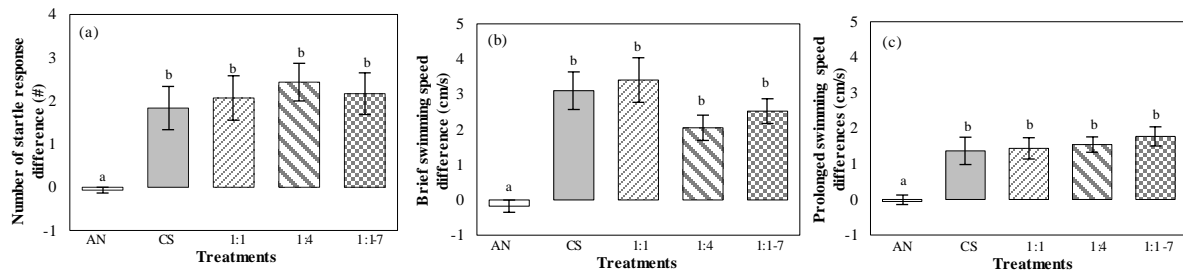 (a)
Number of startle response
difference (#)
4
3
2
1
0
-1
a
b
b
b
b
AN CS 1:1 1:4 1:1-7
Treatments
(b)
Brief swimming speed
difference (cm/s)
5
4
3
2
1
0
-1
a
b
b
b
b
AN CS 1:1 1:4 1:1-7
Treatments
(c)
Prolonged swimming speed
differences (cm/s)
5
4
3
2
1
0
-1
a
b
b
b
b
AN CS 1:1 1:4 1:1-7
Treatments